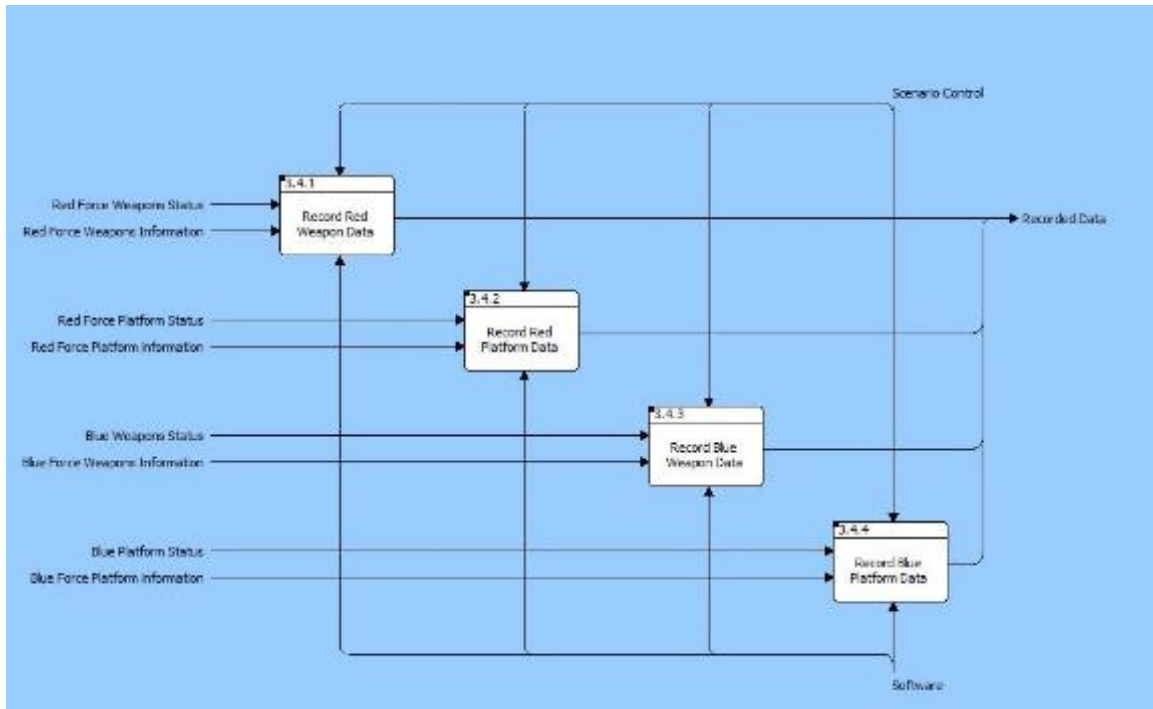 Scenario Control
3.4.1
Record Red
Weapon Data
Red Force Weapons Status
Red Force Weapons Information
Recorded Data
3.4.2
Record Red
Platform Data
Red Force Platform Status
Red Force Platform Information
3.4.3
Record Blue
Weapon Data
Blue Weapons Status
Blue Force Weapons Information
3.4.4
Record Blue
Platform Data
Blue Platform Status
Blue Force Platform Information
Software